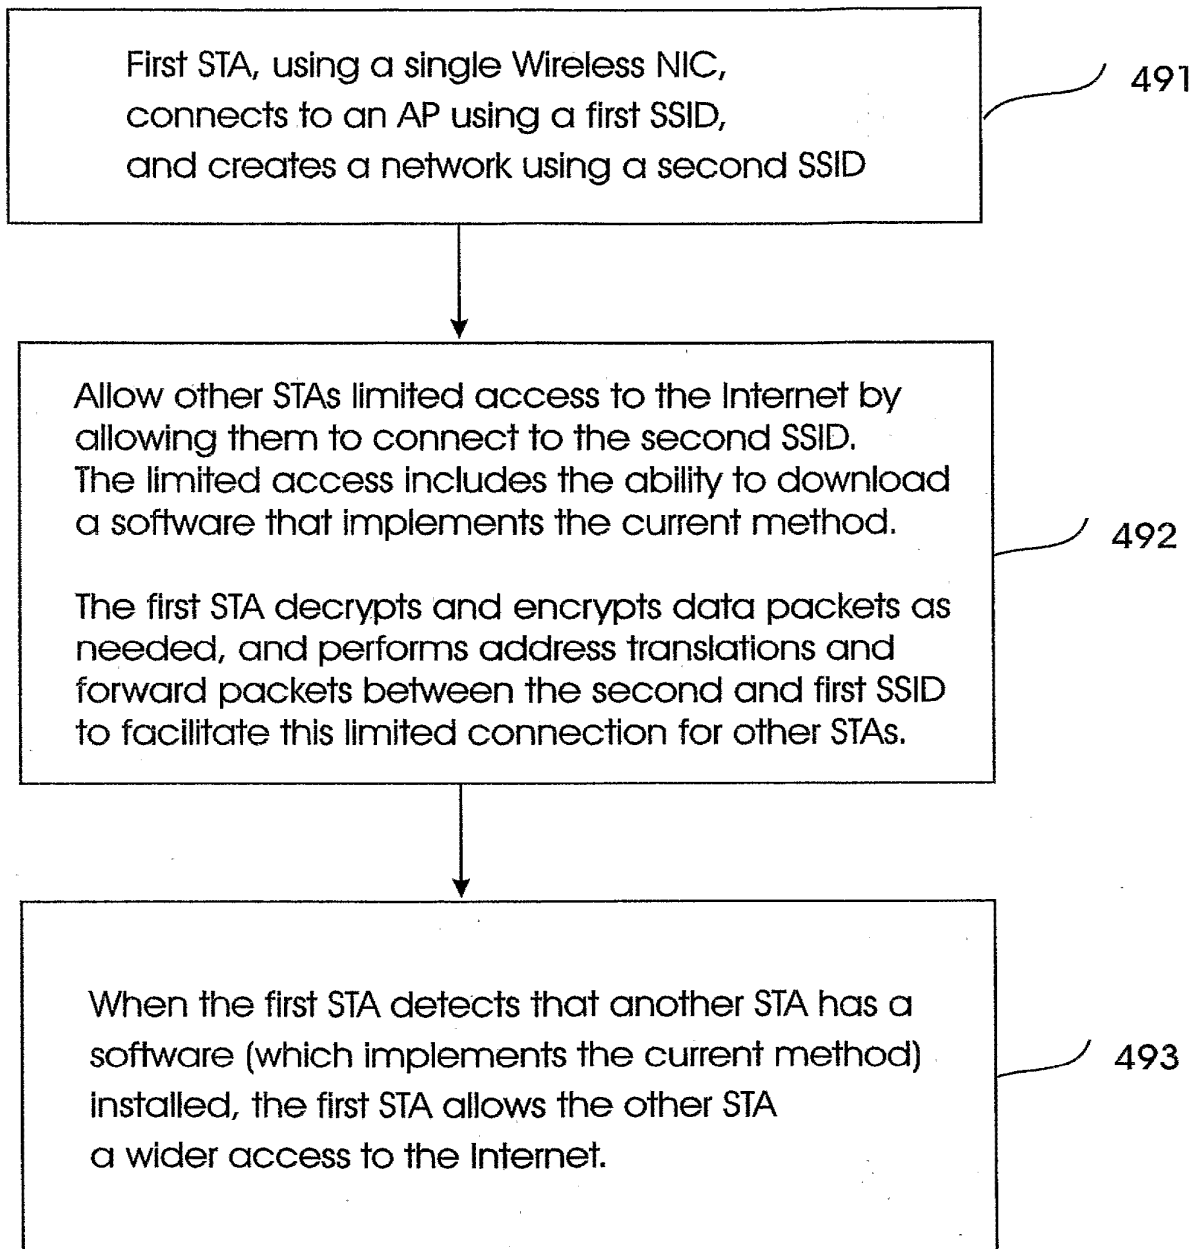 First STA, using a single Wireless NIC,
connects to an AP using a first SSID,
and creates a network using a second SSID
491
Allow other STAs limited access to the Internet by
allowing them to connect to the second SSID.
The limited access includes the ability to download
a software that implements the current method.
492
The first STA decrypts and encrypts data packets as
needed, and performs address translations and
forward packets between the second and first SSID
to facilitate this limited connection for other STAs.
When the first STA detects that another STA has a
software (which implements the current method)
493
installed, the first STA allows the other STA
a wider access to the Internet.